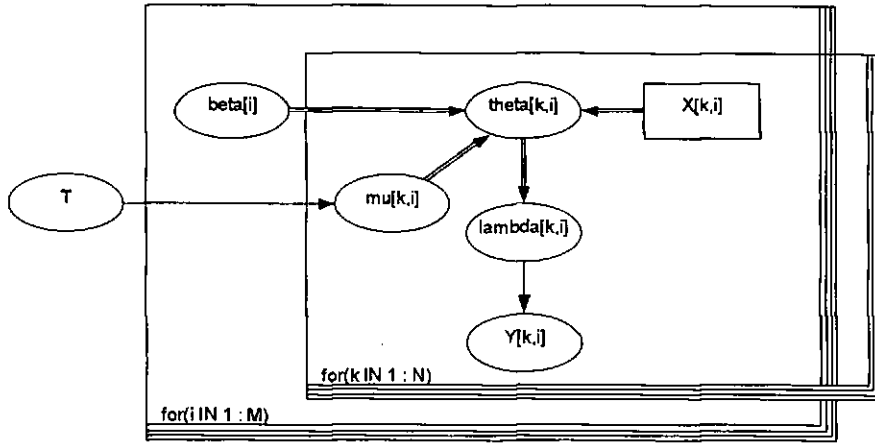 beta[i]
theta[k,i]
X[k,i]
T
mu[k,i]
lambda[k,i]
Y[k,i]
for(k IN 1 : N)
for(i IN 1 : M)